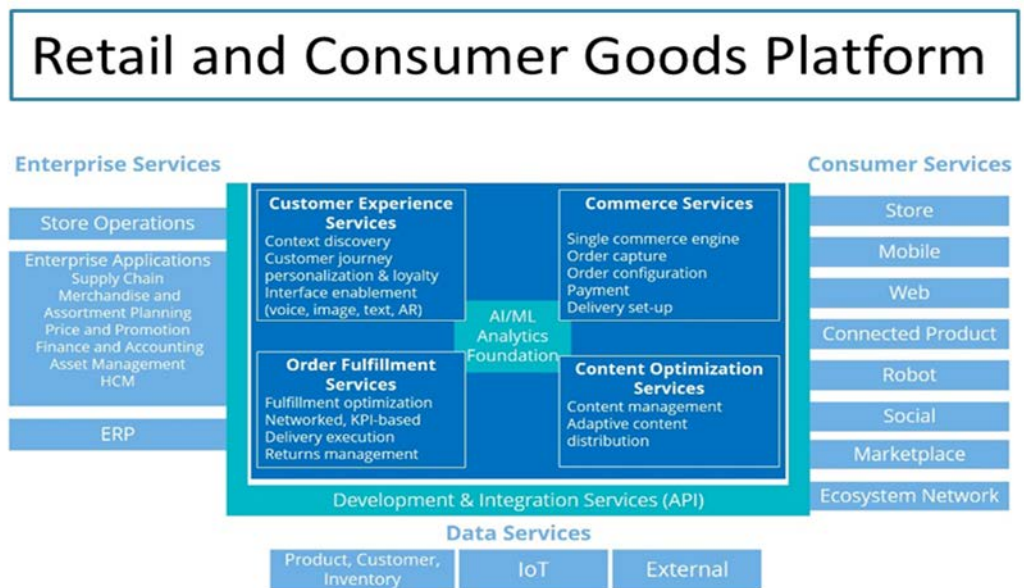 Retail and Consumer Goods Platform
Enterprise Services
Store Operations
Enterprise Applications
Supply Chain
Merchandise and
Assortment Planning
Price and Promotion
Finance and Accounting
Asset Management
HCM
ERP
Customer Experience
Services
Context discovery
Customer journey
personalization & loyalty
Interface enablement
(voice, image, text, AR)
Commerce Services
Single commerce engine
Order capture
Order configuration
Payment
Delivery set-up
AI/ML
Analytics
Foundation
Order Fulfillment
Services
Fulfillment optimization
Networked, KPI-based
Delivery execution
Returns management
Content Optimization
Services
Content management
Adaptive content
distribution
Development & Integration Services (API)
Consumer Services
Store
Mobile
Web
Connected Product
Robot
Social
Marketplace
Ecosystem Network
Data Services
Product, Customer,
Inventory
IoT
External